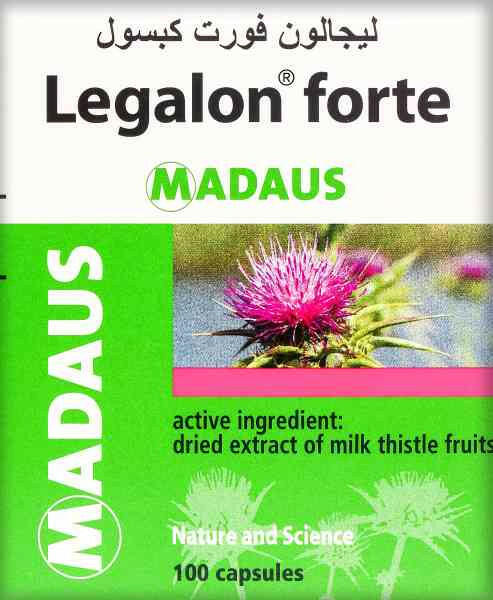 ليجالون فورت كبسول
Legalon® forte
MADAUS
MADAUS
active ingredient:
dried extract of milk thistle fruits
Nature and Science
100 capsules